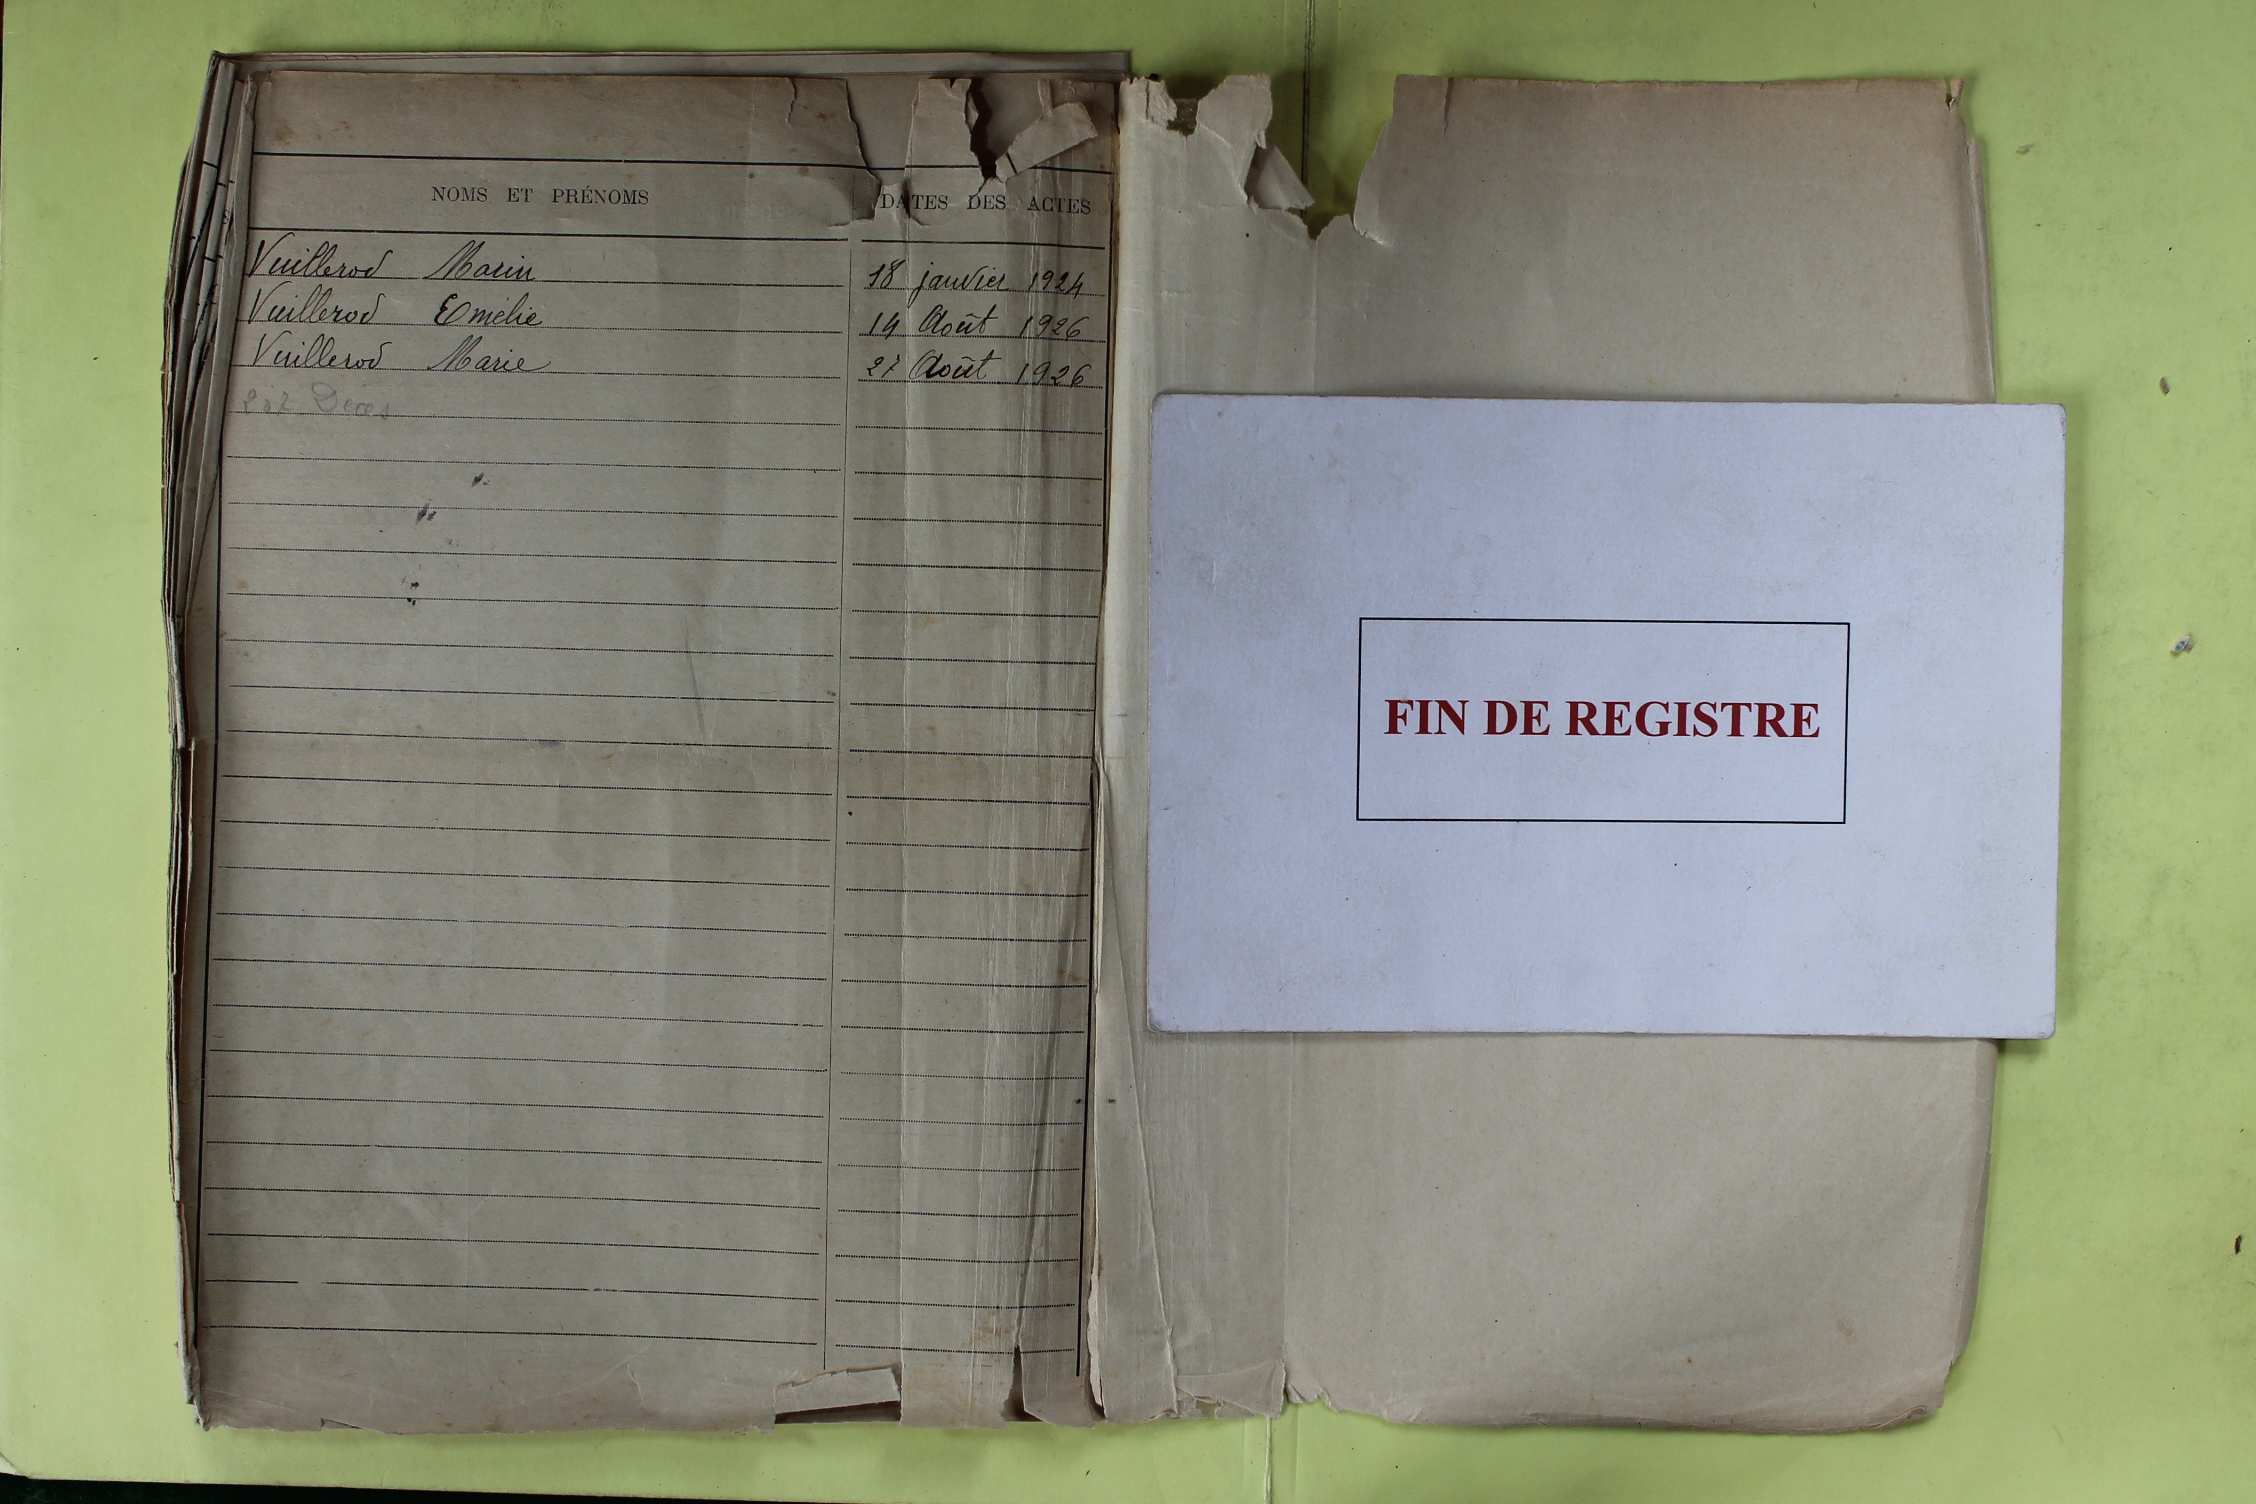 NOMS ET PRÉNOMS DATES DES ACTES
Vuillerod Marin 18 janvier 1924
Vuillerod Emélie 14 Août 1926
Vuillerod Marie 27 Août 1926
Décès
FIN DE REGISTRE